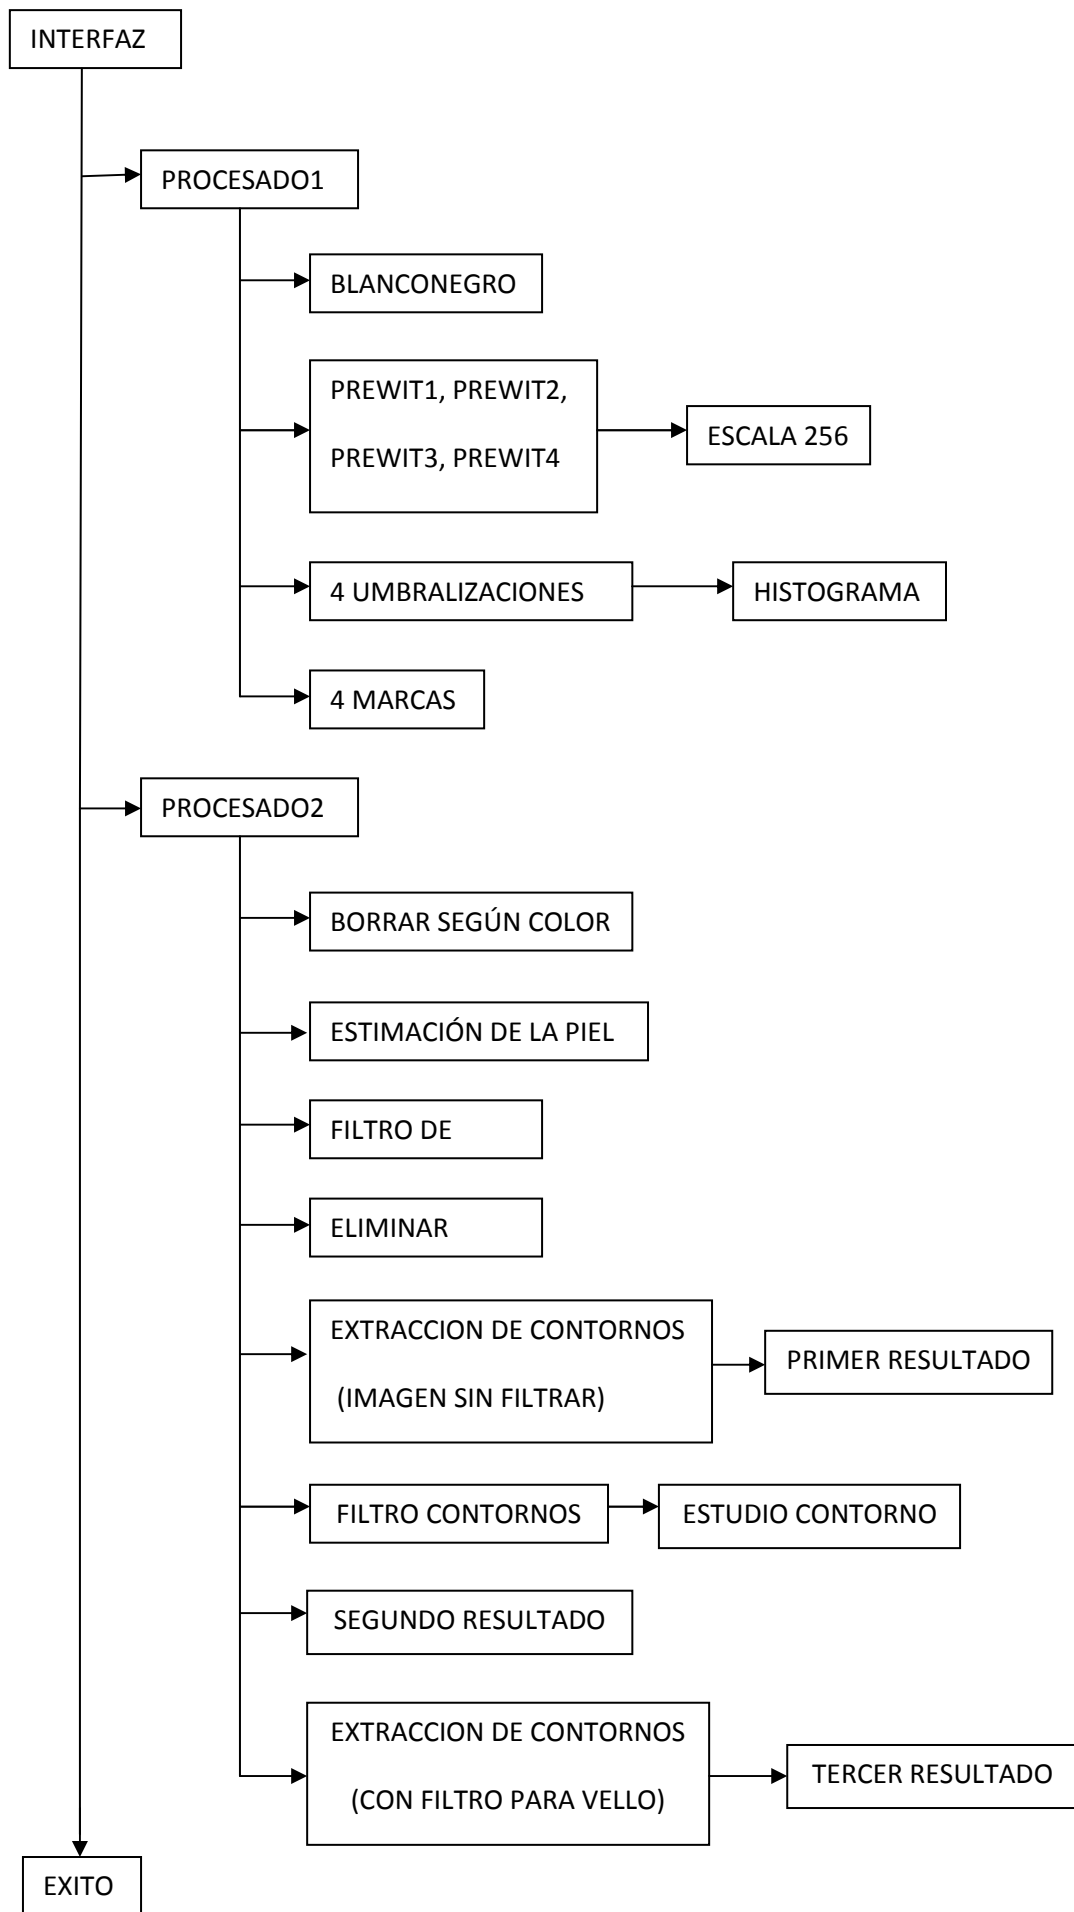 INTERFAZ
PROCESADO1
BLANCONEGRO
PREWIT1, PREWIT2,
PREWIT3, PREWIT4
ESCALA 256
4 UMBRALIZACIONES
HISTOGRAMA
4 MARCAS
PROCESADO2
BORRAR SEGÚN COLOR
ESTIMACIÓN DE LA PIEL
FILTRO DE
ELIMINAR
EXTRACCION DE CONTORNOS
(IMAGEN SIN FILTRAR)
PRIMER RESULTADO
FILTRO CONTORNOS
ESTUDIO CONTORNO
SEGUNDO RESULTADO
EXTRACCION DE CONTORNOS
(CON FILTRO PARA VELLO)
TERCER RESULTADO
EXITO